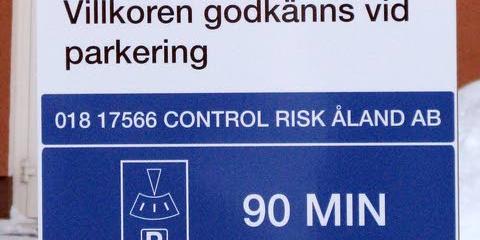 Villkoren godkänns vid
parkering
018 17566 CONTROL RISK ÅLAND AB
90 MIN
P